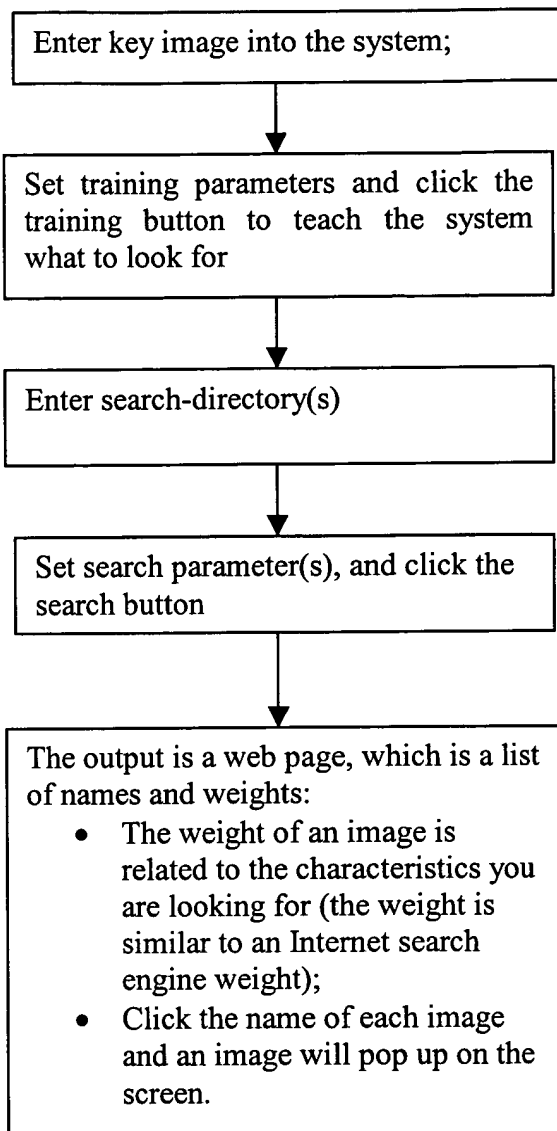 Enter key image into the system;
Set training parameters and click the
training button to teach the system
what to look for
Enter search-directory(s)
Set search parameter(s), and click the
search button
The output is a web page, which is a list
of names and weights:
• The weight of an image is
related to the characteristics you
are looking for (the weight is
similar to an Internet search
engine weight);
• Click the name of each image
and an image will pop up on the
screen.